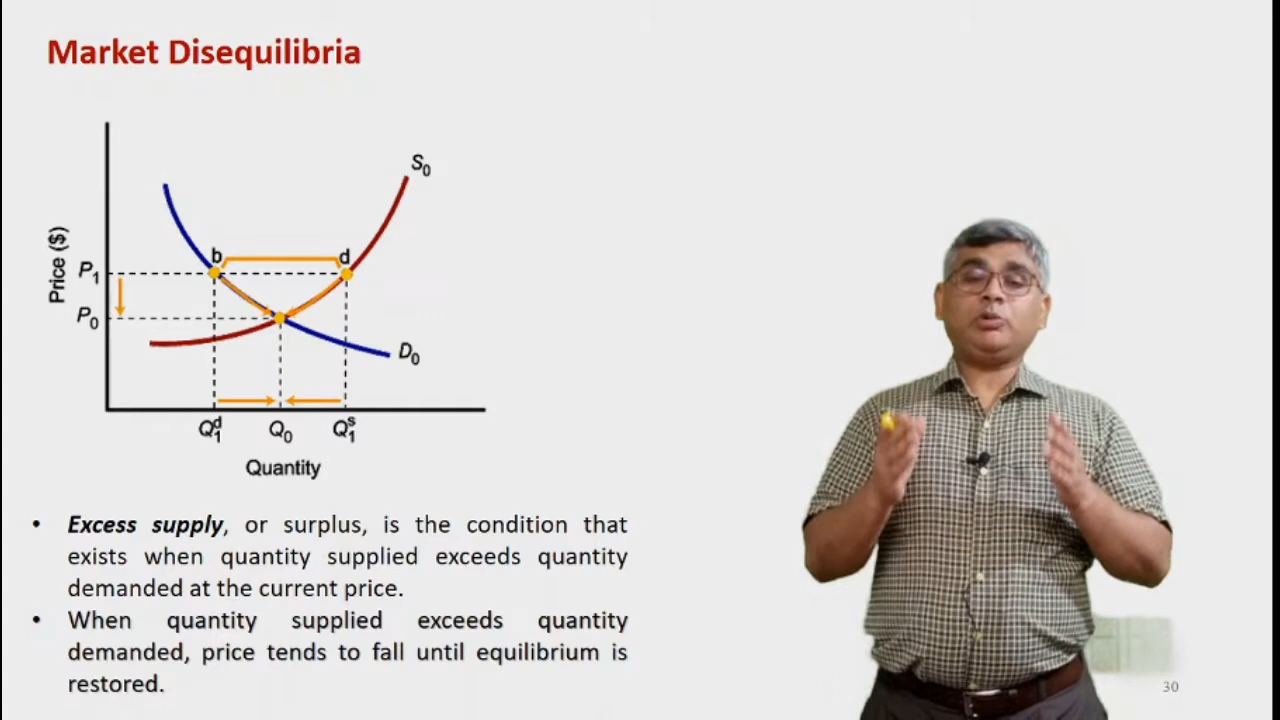 Market Disequilibria
S0
b d
Price ($)
P1
P0
D0
Qd1 Q0 Qs1
Quantity
• Excess supply, or surplus, is the condition that
exists when quantity supplied exceeds quantity
demanded at the current price.
• When quantity supplied exceeds quantity
demanded, price tends to fall until equilibrium is
restored.
30